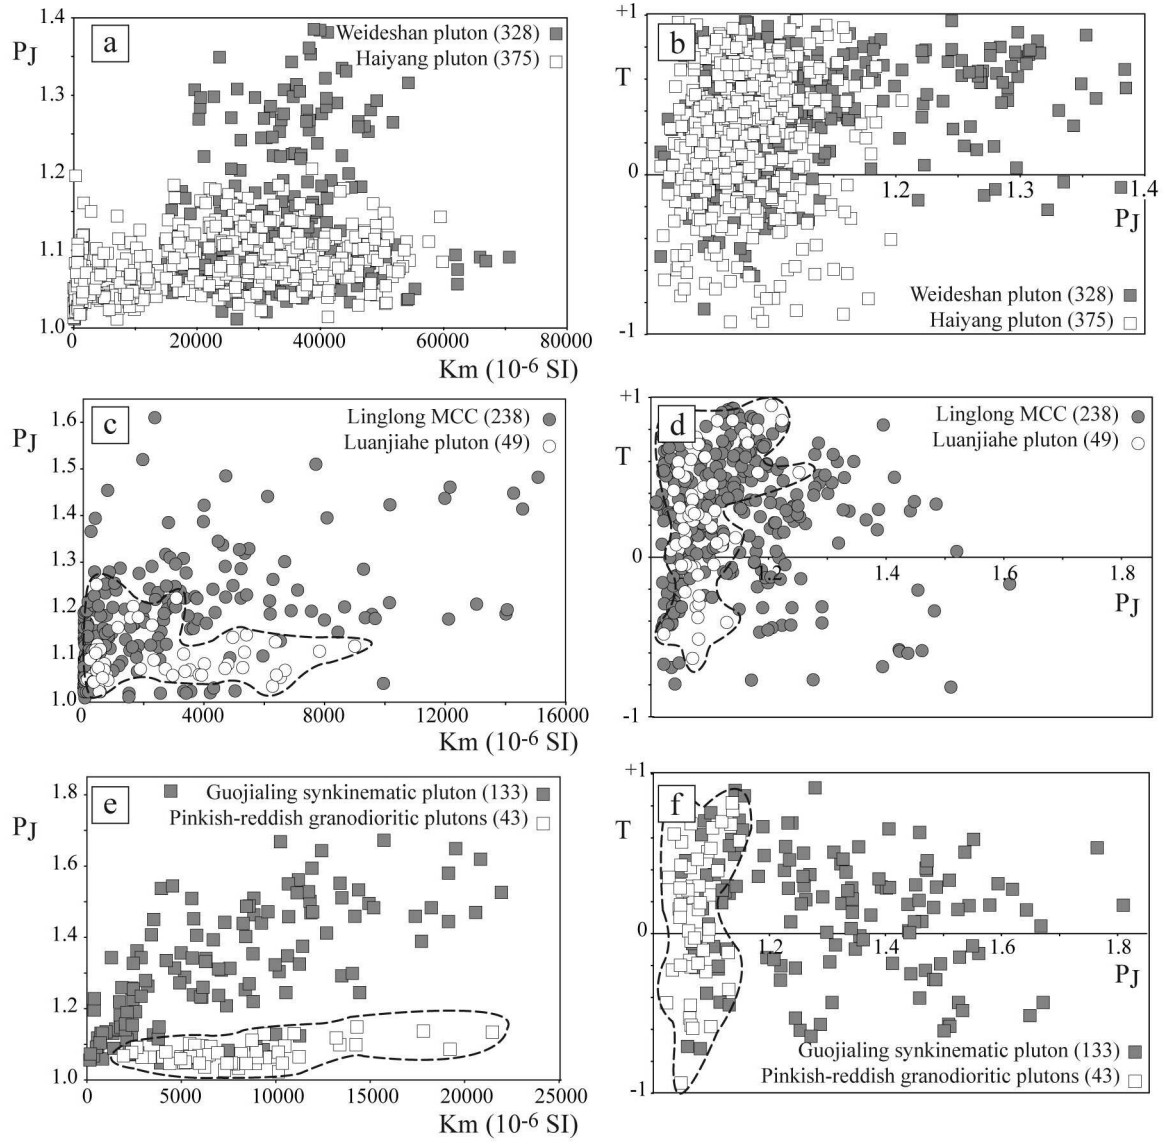 1.4
P_J
a
Weideshan pluton (328)
Haiyang pluton (375)
1.3
1.2
1.1
1.0
0
20000
40000
60000
80000
Km (10⁻⁶ SI)
+1
b
T
0
1.2
1.3
1.4
P_J
Weideshan pluton (328)
Haiyang pluton (375)
-1
c
Linglong MCC (238)
Luanjiahe pluton (49)
1.6
P_J
1.5
1.4
1.3
1.2
1.1
1.0
0
4000
8000
12000
16000
Km (10⁻⁶ SI)
+1
d
Linglong MCC (238)
Luanjiahe pluton (49)
T
0
1.2
1.4
1.6
1.8
P_J
-1
1.8
e
Guojialing synkinematic pluton (133)
Pinkish-reddish granodioritic plutons (43)
P_J
1.6
1.4
1.2
1.0
0
5000
10000
15000
20000
25000
Km (10⁻⁶ SI)
+1
f
T
0
1.2
1.4
1.6
1.8
P_J
Guojialing synkinematic pluton (133)
Pinkish-reddish granodioritic plutons (43)
-1